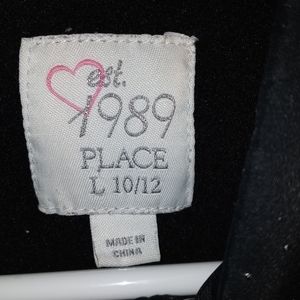 est.
1989
PLACE
L 10/12
MADE IN
CHINA